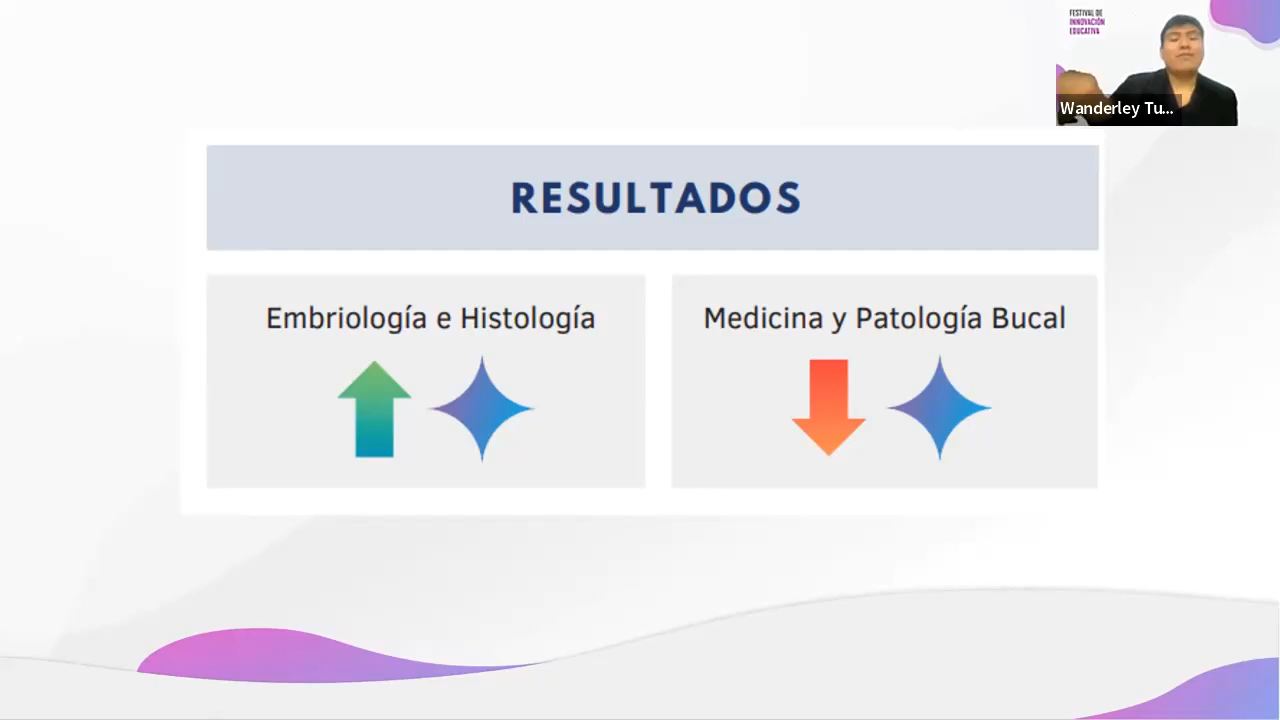 FESTIVAL DE
INNOVACIÓN
EDUCATIVA
Wanderley Tu...
RESULTADOS
Embriología e Histología
Medicina y Patología Bucal